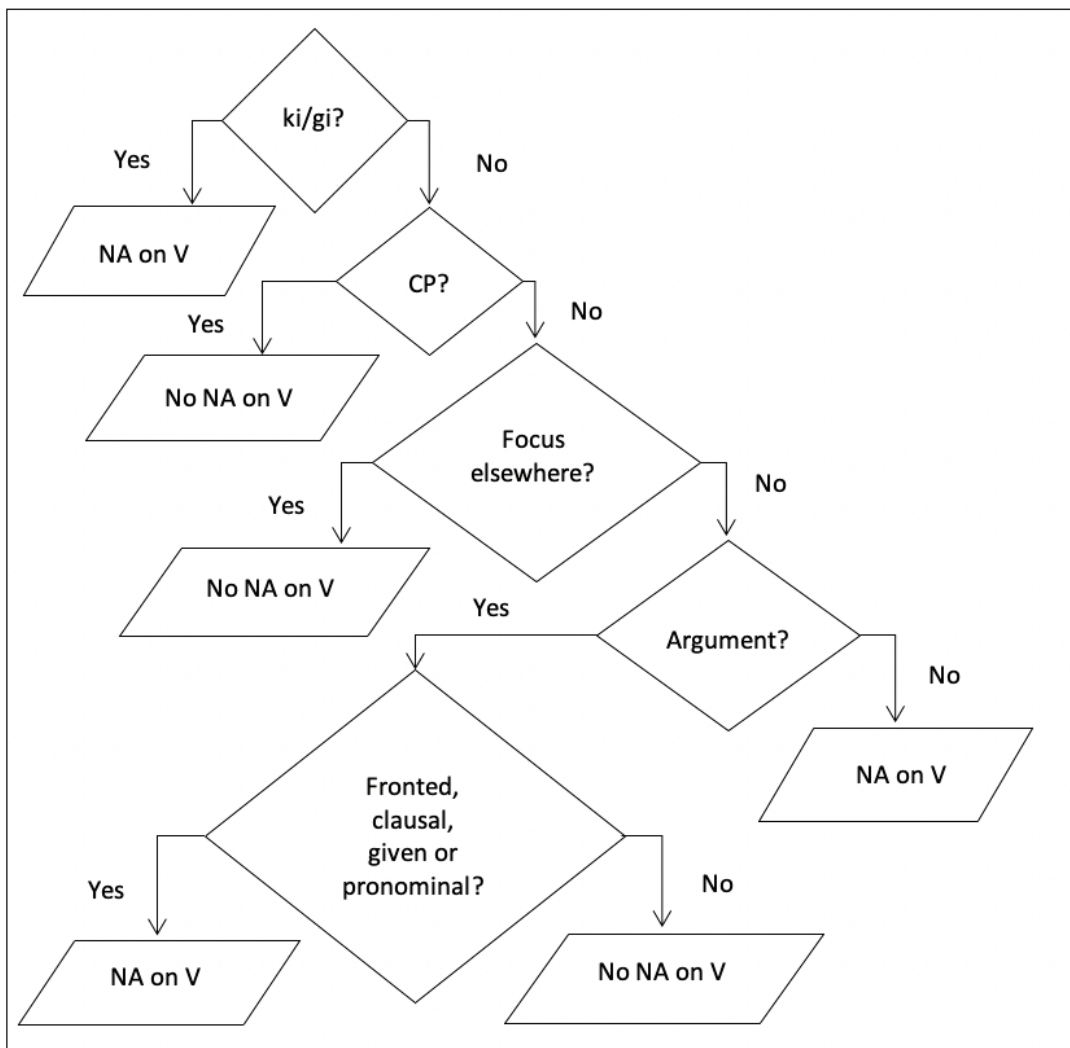 ki/gi?
Yes
No
NA on V
CP?
Yes
No
No NA on V
Focus
elsewhere?
Yes
No
No NA on V
Yes
Argument?
No
NA on V
Fronted,
clausal,
given or
pronominal?
Yes
No
NA on V
No NA on V